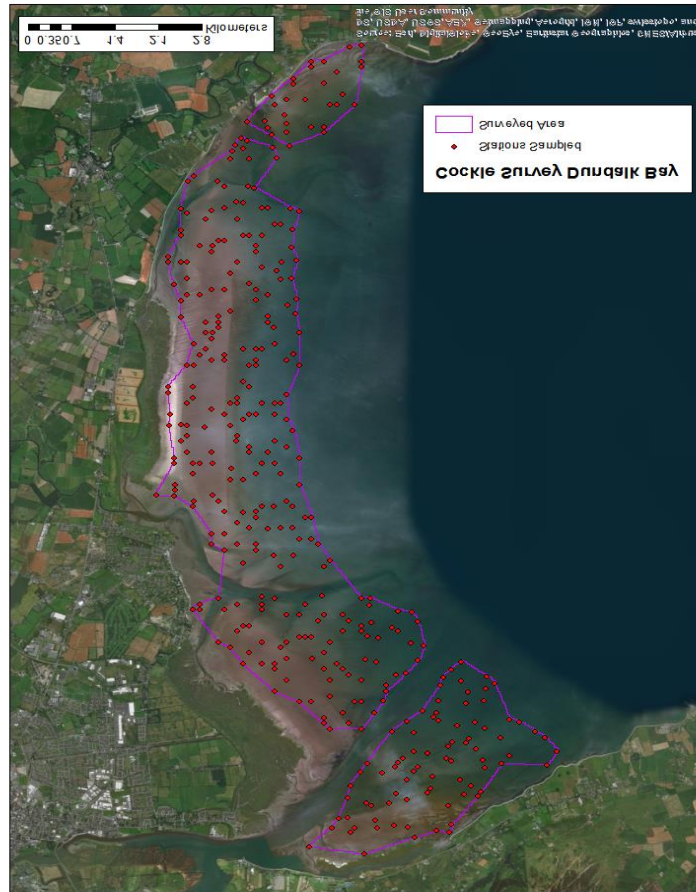 Cockle Survey Dundalk Bay
Stations Sampled
Surveyed Area
0 0.35 0.7 1.4 2.1 2.8
Kilometers
Source: Esri, DigitalGlobe, GeoEye, Earthstar Geographics, CNES/Airbus
DS, USDA, USGS, AEX, Getmapping, Aerogrid, IGN, IGP, swisstopo, and
the GIS User Community